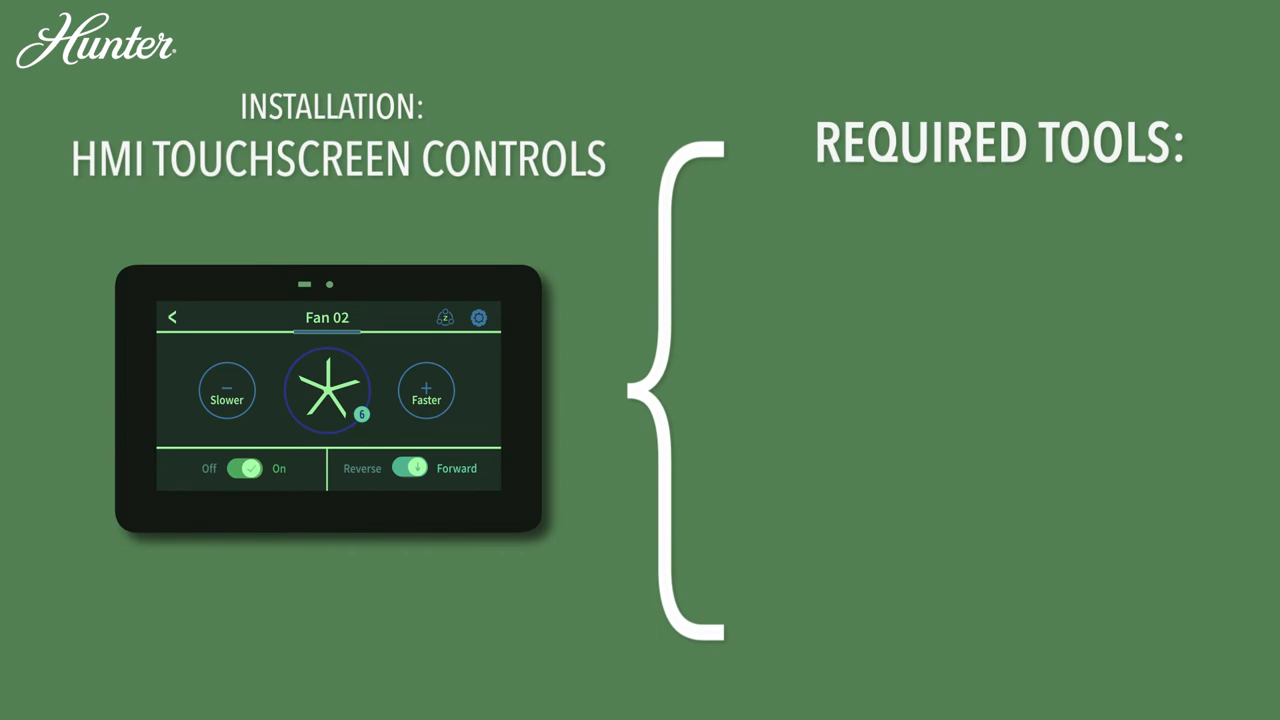 Hunter
INSTALLATION:
HMI TOUCHSCREEN CONTROLS
REQUIRED TOOLS:
< Fan 02 z
− Slower
6
+ Faster
Off On Reverse Forward